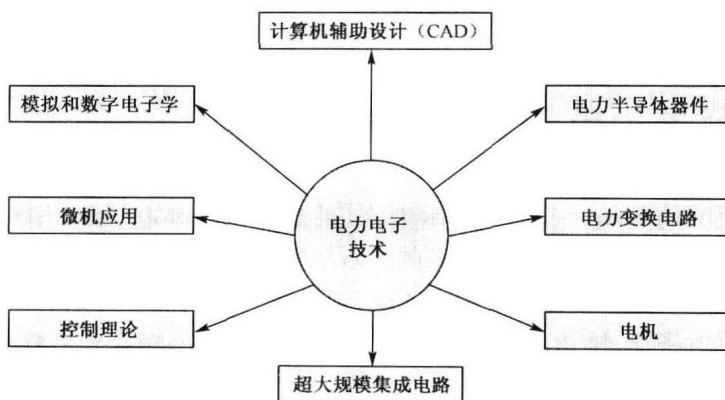 计算机辅助设计（CAD）
模拟和数字电子学
电力半导体器件
微机应用
电力电子
技术
电力变换电路
控制理论
电机
超大规模集成电路